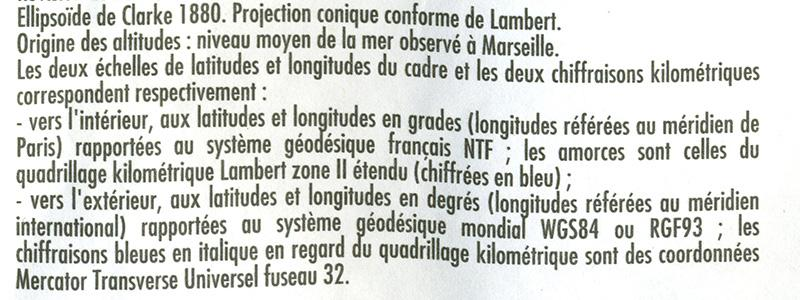 Ellipsoïde de Clarke 1880. Projection conique conforme de Lambert.
Origine des altitudes : niveau moyen de la mer observé à Marseille.
Les deux échelles de latitudes et longitudes du cadre et les deux chiffraisons kilométriques
correspondent respectivement :
- vers l'intérieur, aux latitudes et longitudes en grades (longitudes référées au méridien de
Paris) rapportées au système géodésique français NTF ; les amorces sont celles du
quadrillage kilométrique Lambert zone II étendu (chiffrées en bleu) ;
- vers l'extérieur, aux latitudes et longitudes en degrés (longitudes référées au méridien
international) rapportées au système géodésique mondial WGS84 ou RGF93 ; les
chiffraisons bleues en italique en regard du quadrillage kilométrique sont des coordonnées
Mercator Transverse Universel fuseau 32.